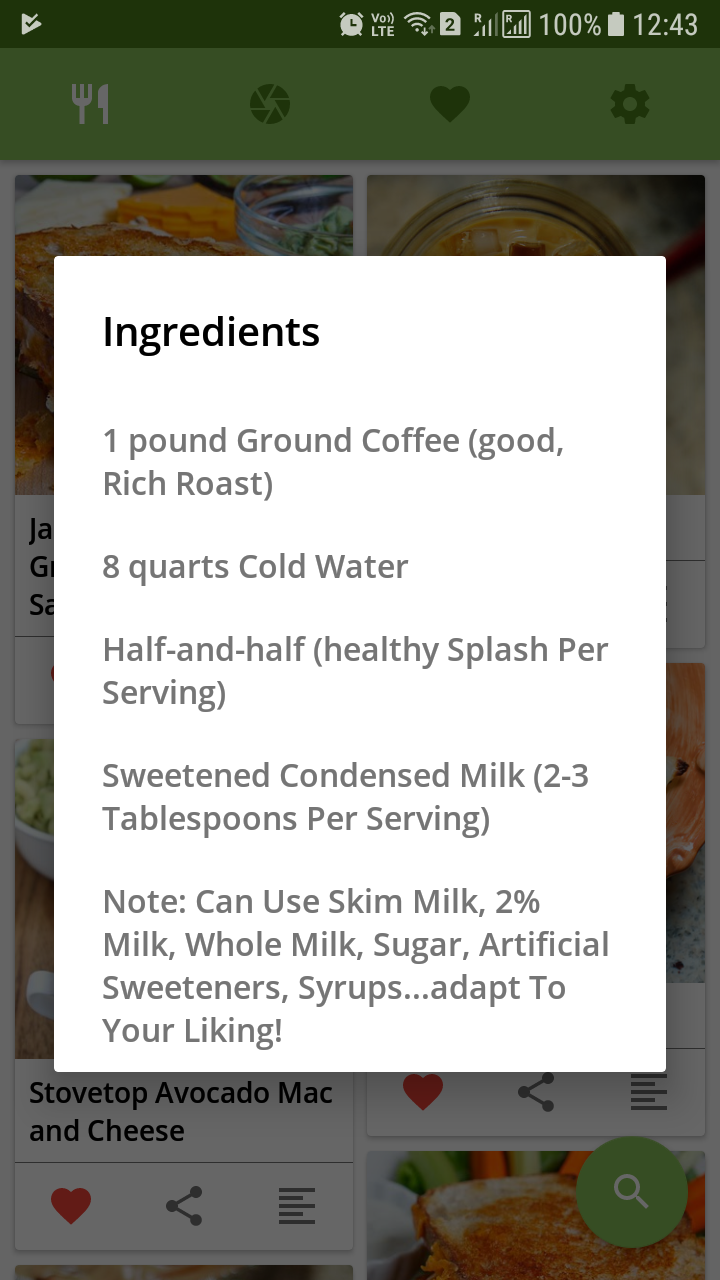 Vo)) LTE 2 R R 100% 12:43
Ingredients
1 pound Ground Coffee (good,
Rich Roast)
8 quarts Cold Water
Half-and-half (healthy Splash Per
Serving)
Sweetened Condensed Milk (2-3
Tablespoons Per Serving)
Note: Can Use Skim Milk, 2%
Milk, Whole Milk, Sugar, Artificial
Sweeteners, Syrups...adapt To
Your Liking!
Ja
Gr
Sa
Stovetop Avocado Mac
and Cheese